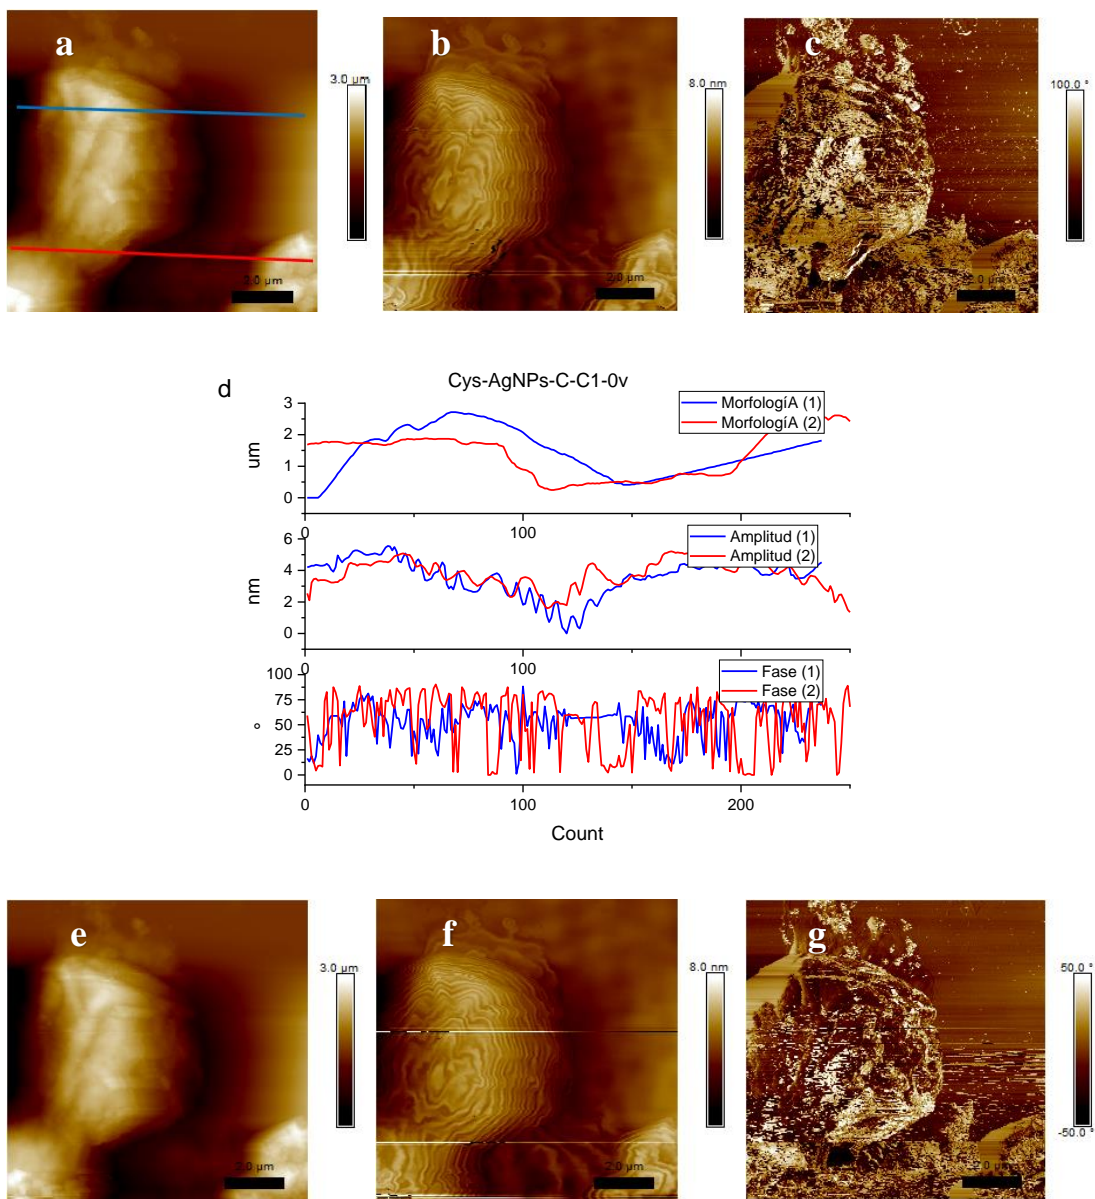 a
b
c
3.0 µm
8.0 nm
100.0 °
2.0 µm
2.0 µm
d
Cys-AgNPs-C-C1-0v
MorfologíA (1)
MorfologíA (2)
3
2
1
0
um
0
100
Amplitud (1)
Amplitud (2)
6
4
2
0
nm
0
100
Fase (1)
Fase (2)
100
75
50
25
0
°
0
100
200
Count
e
f
g
3.0 µm
8.0 nm
50.0 °
-50.0 °
2.0 µm
2.0 µm
2.0 µm